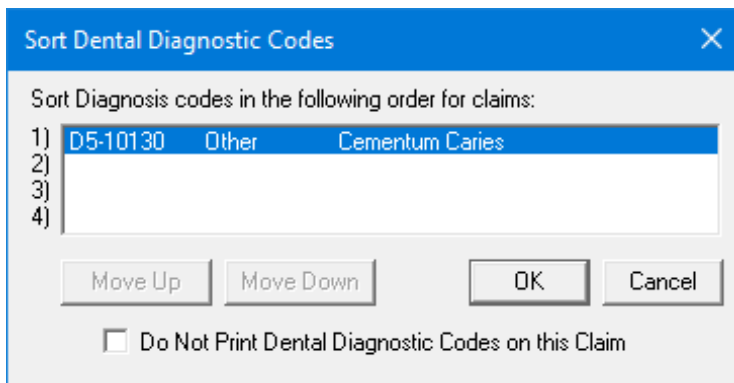 Sort Dental Diagnostic Codes
Sort Diagnosis codes in the following order for claims:
1) D5-10130 Other Cementum Caries
2)
3)
4)
Move Up Move Down OK Cancel
Do Not Print Dental Diagnostic Codes on this Claim